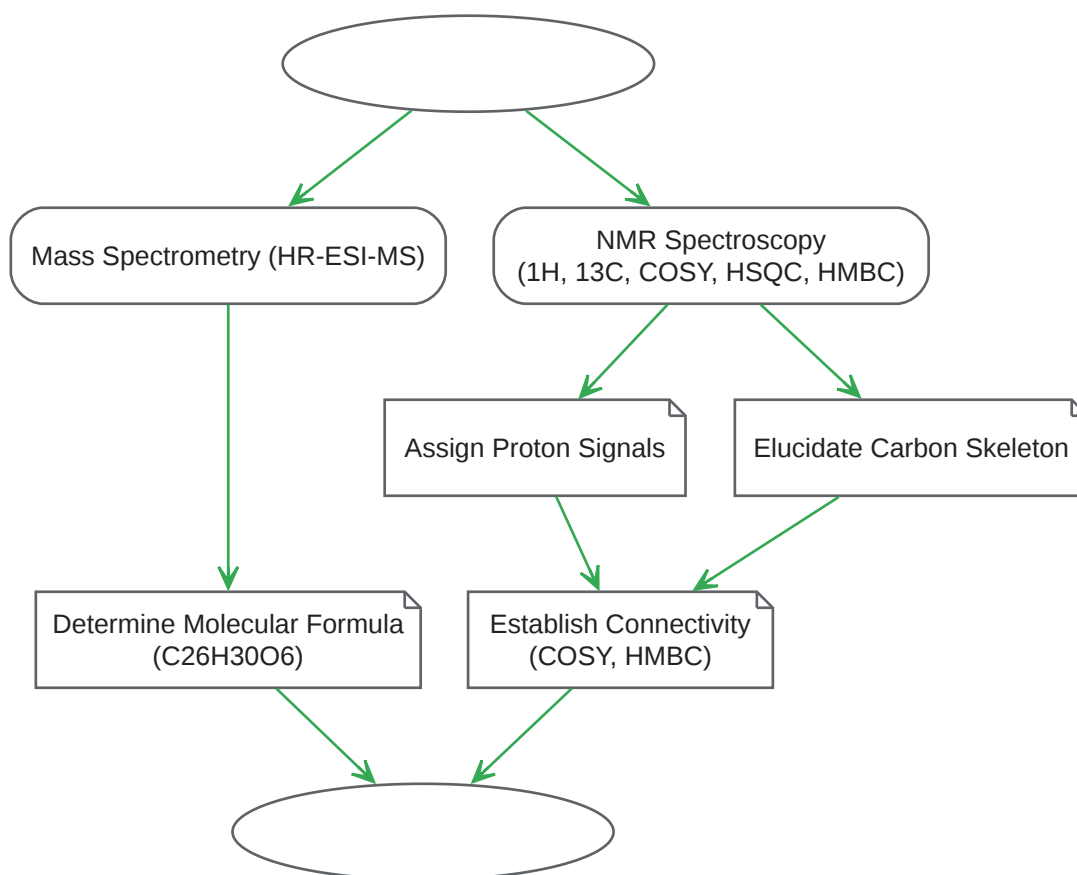 Mass Spectrometry (HR-ESI-MS)
NMR Spectroscopy
(1H, 13C, COSY, HSQC, HMBC)
Assign Proton Signals
Elucidate Carbon Skeleton
Determine Molecular Formula
(C26H30O6)
Establish Connectivity
(COSY, HMBC)